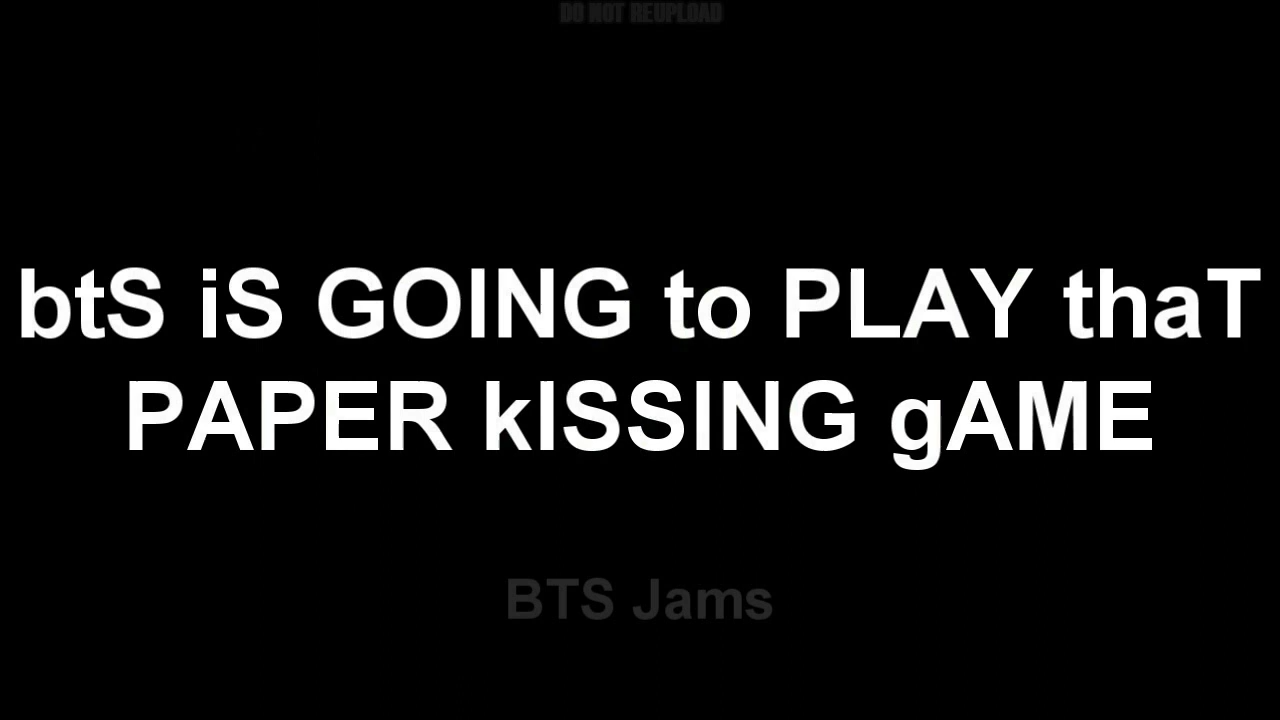 DO NOT REUPLOAD
btS iS GOING to PLAY thaT
PAPER kISSING gAME
BTS Jams